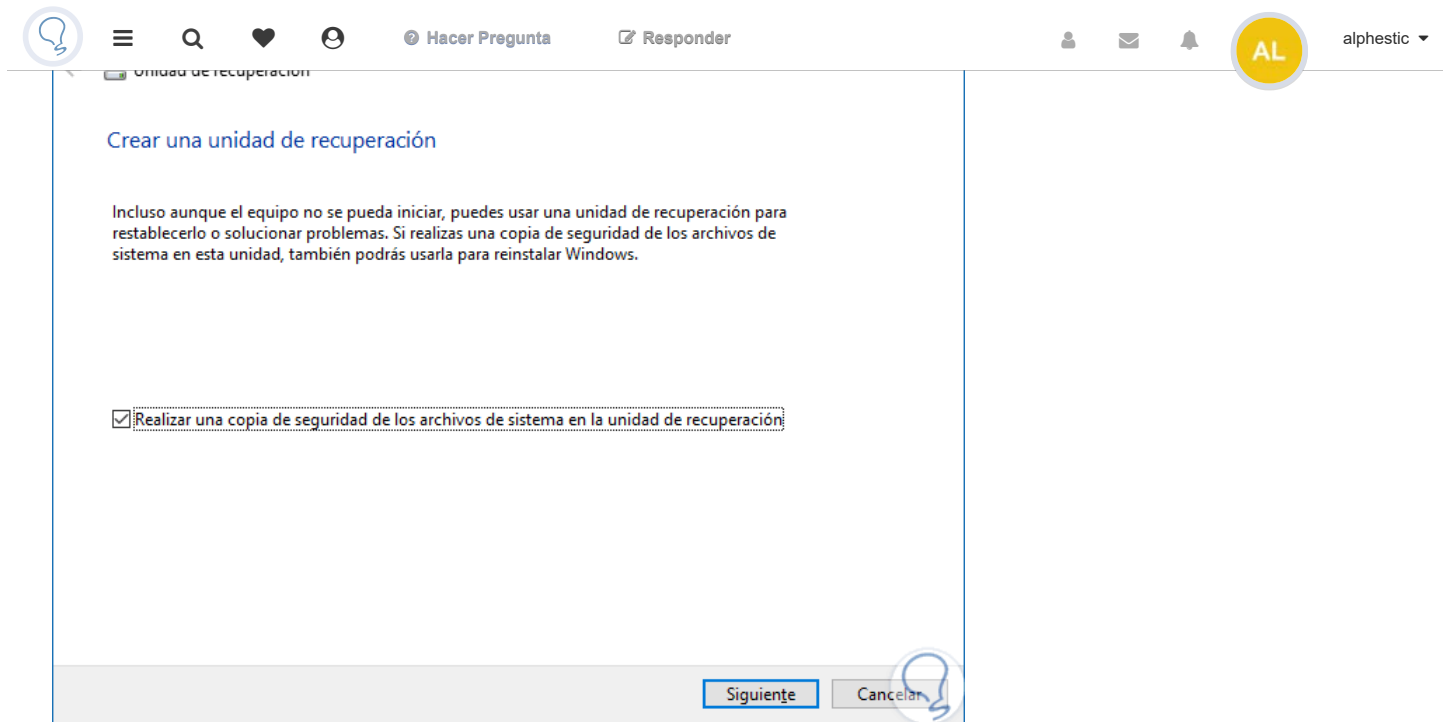 Hacer Pregunta
Responder
AL
alphestic
Unidad de recuperación
Crear una unidad de recuperación
Incluso aunque el equipo no se pueda iniciar, puedes usar una unidad de recuperación para
restablecerlo o solucionar problemas. Si realizas una copia de seguridad de los archivos de
sistema en esta unidad, también podrás usarla para reinstalar Windows.
Realizar una copia de seguridad de los archivos de sistema en la unidad de recuperación
Siguiente
Cancelar